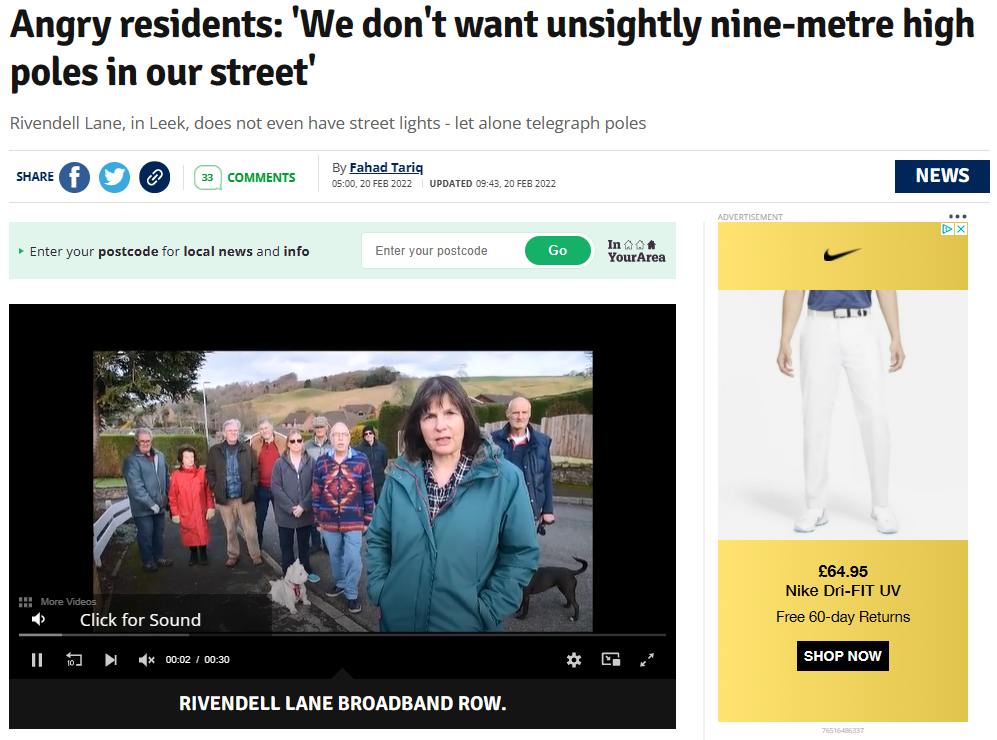 Angry residents: 'We don't want unsightly nine-metre high
poles in our street'
Rivendell Lane, in Leek, does not even have street lights - let alone telegraph poles
SHARE
33 COMMENTS
By Fahad Tariq
05:00, 20 FEB 2022 UPDATED 09:43, 20 FEB 2022
NEWS
Enter your postcode for local news and info
Enter your postcode
Go
In
YourArea
ADVERTISEMENT
More Videos
Click for Sound
10
00:02 / 00:30
RIVENDELL LANE BROADBAND ROW.
£64.95
Nike Dri-FIT UV
Free 60-day Returns
SHOP NOW
76516486337